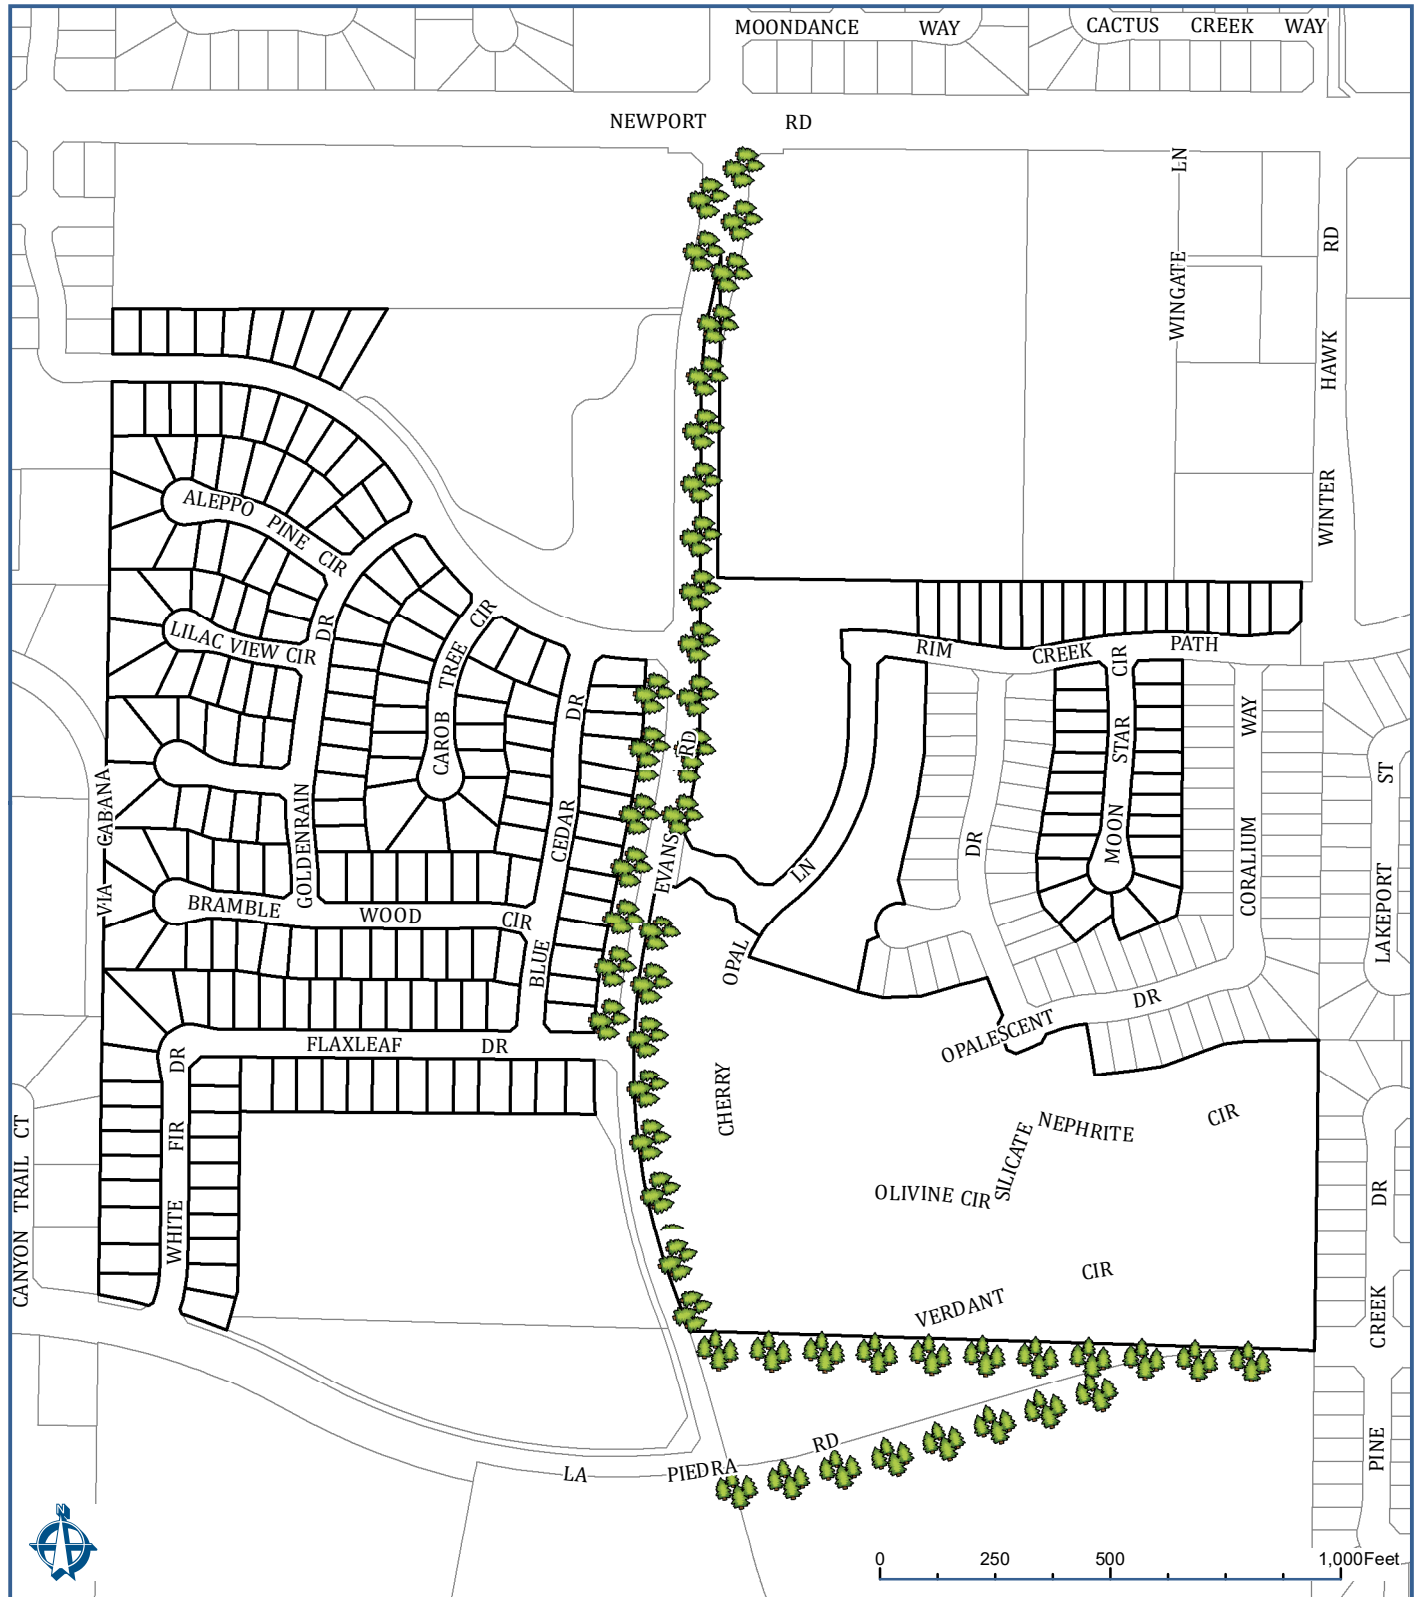 MOONDANCE WAY
CACTUS CREEK WAY
NEWPORT RD
WINGATE LN
WINTER HAWK RD
ALEPPO PINE CIR
LILAC VIEW CIR
GOLDENRAIN DR
CAROB TREE CIR
BLUE CEDAR DR
BRAMBLE WOOD CIR
VIA CABANA
FLAXLEAF DR
WHITE FIR DR
CANYON TRAIL CT
EVANS RD
RIM CREEK PATH
MOON STAR CIR
CORALIUM WAY
LAKEPORT ST
DR
CHERRY OPAL LN
OPALESCENT DR
NEPHRITE CIR
SILICATE
OLIVINE CIR
VERDANT CIR
PINE CREEK DR
LA PIEDRA RD
N
0 250 500 1,000Feet